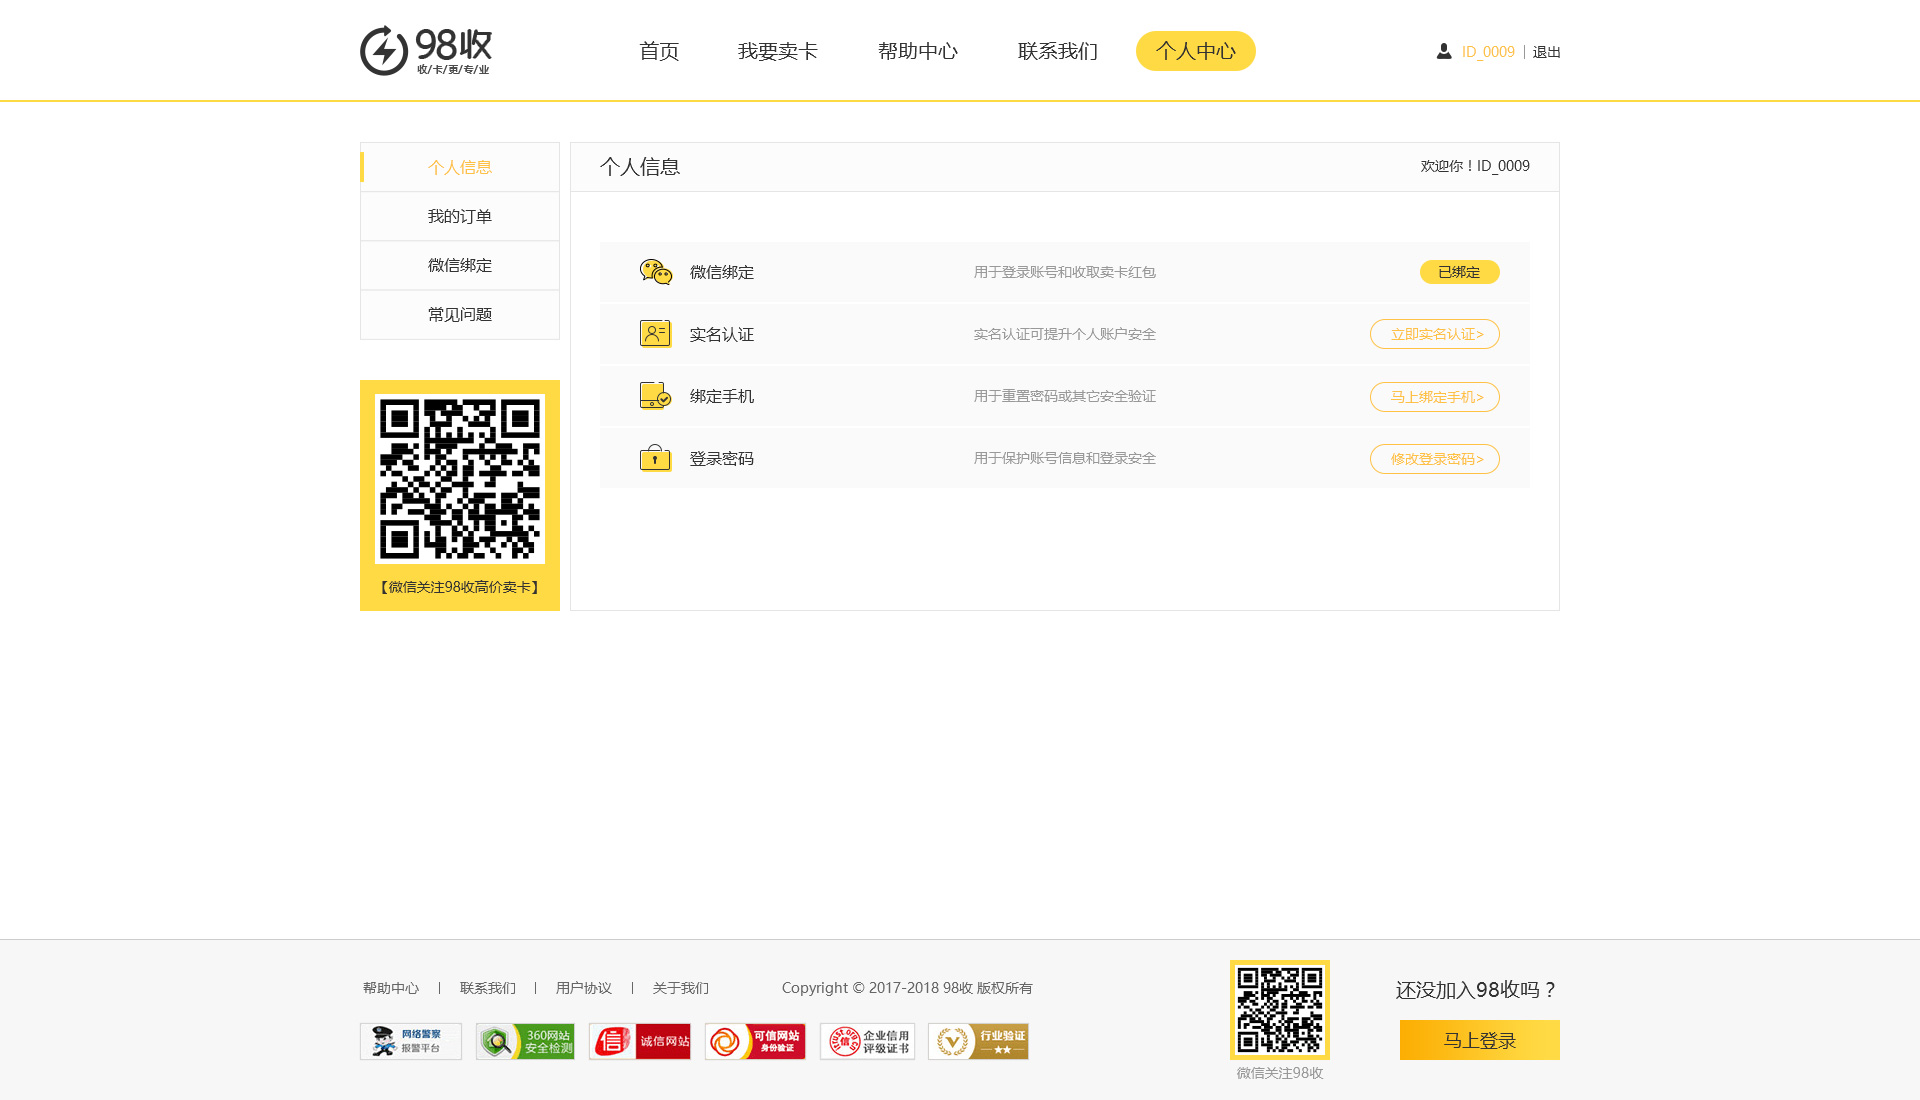 98收
收/卡/更/专/业
首页 我要卖卡 帮助中心 联系我们 个人中心
ID_0009 | 退出
个人信息
我的订单
微信绑定
常见问题
【微信关注98收高价卖卡】
个人信息 欢迎你！ID_0009
微信绑定 用于登录账号和收取卖卡红包 已绑定
实名认证 实名认证可提升个人账户安全 立即实名认证>
绑定手机 用于重置密码或其它安全验证 马上绑定手机>
登录密码 用于保护账号信息和登录安全 修改登录密码>
帮助中心 | 联系我们 | 用户协议 | 关于我们 Copyright © 2017-2018 98收 版权所有
网络警察
报警平台
360网站
安全检测
信 诚信网站
可信网站
身份验证
信
企业信用
评级证书
行业验证
微信关注98收
还没加入98收吗？
马上登录